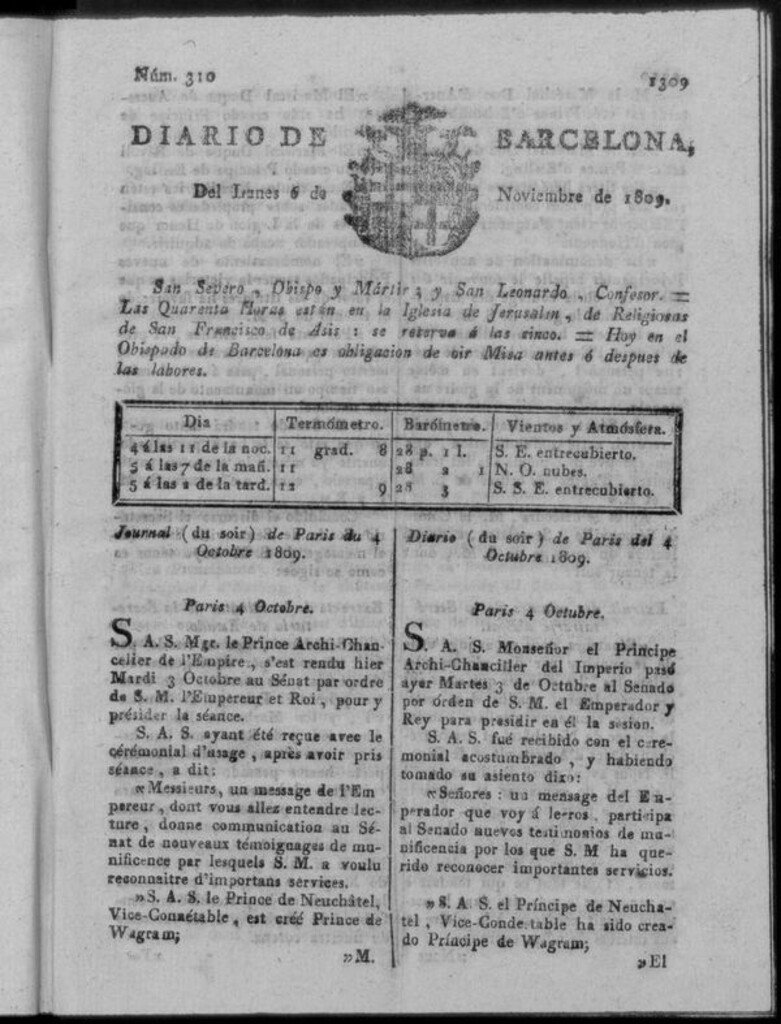 Núm. 310
1309
DIARIO DE BARCELONA,
Del Lunes 6 de Noviembre de 1809.
San Severo, Obispo y Mártir; y San Leonardo, Confesor. =
Las Quarenta Horas están en la Iglesia de Jerusalen, de Religiosas
de San Francisco de Asis: se reserva á las cinco. = Hoy en el
Obispado de Barcelona es obligacion de oir Misa antes ó despues de
las labores.
Dia Termómetro. Barómetro. Vientos y Atmósfera.
4 á las 11 de la noc. 11 grad. 8 28 p. 1 l. S. E. entrecubierto.
5 á las 7 de la mañ. 11 28 2 1 N. O. nubes.
5 á las 2 de la tard. 12 9 28 3 S. S. E. entrecubierto.
Journal (du soir) de Paris du 4
Octobre 1809.
Paris 4 Octobre.
S. A. S. Mgr. le Prince Archi-Chan-
celier de l'Empire, s'est rendu hier
Mardi 3 Octobre au Sénat par ordre
de S. M. l'Empereur et Roi, pour y
présider la séance.
S. A. S. ayant été reçue avec le
cérémonial d'usage, après avoir pris
séance, a dit:
«Messieurs, un message de l'Em
pereur, dont vous allez entendre lec-
ture, donne communication au Sé-
nat de nouveaux témoignages de mu-
nificence par lesquels S. M. a voulu
reconnaitre d'importans services.
»S. A. S. le Prince de Neuchâtel,
Vice-Connétable, est créé Prince de
Wagram;
»M.
Diario (du soir) de Paris del 4
Octubre 1809.
Paris 4 Octubre.
S. A. S. Monseñor el Príncipe
Archi-Chanciller del Imperio pasó
ayer Martes 3 de Octubre al Senado
por órden de S. M. el Emperador y
Rey para presidir en él la sesion.
S. A. S. fué recibido con el cere-
monial acostumbrado, y habiendo
tomado su asiento dixo:
«Señores: un mensage del Em-
perador que voy á leeros, participa
al Senado nuevos testimonios de mu-
nificencia por los que S. M ha que-
rido reconocer importantes servicios.
»S. A. S. el Príncipe de Neucha-
tel, Vice-Conde table ha sido crea-
do Príncipe de Wagram;
»El